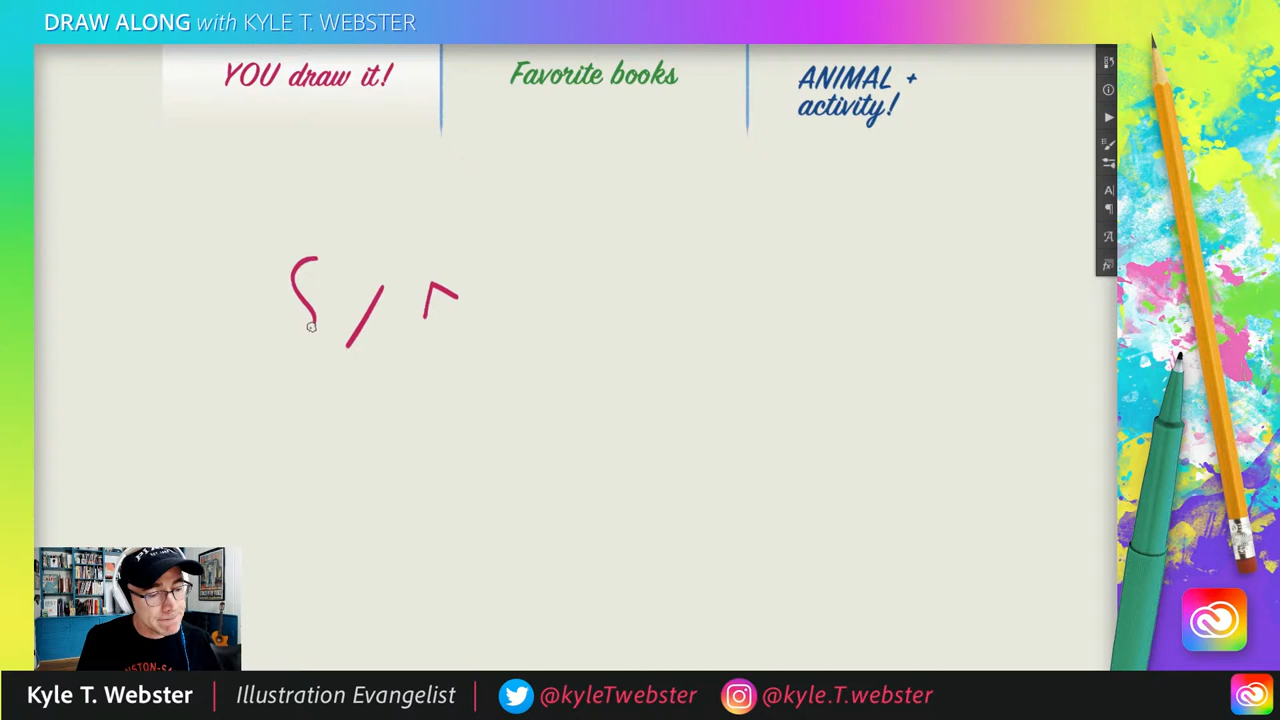 DRAW ALONG with KYLE T. WEBSTER
YOU draw it!
Favorite books
ANIMAL +
activity!
Kyle T. Webster | Illustration Evangelist | @kyleTwebster @kyle.T.webster